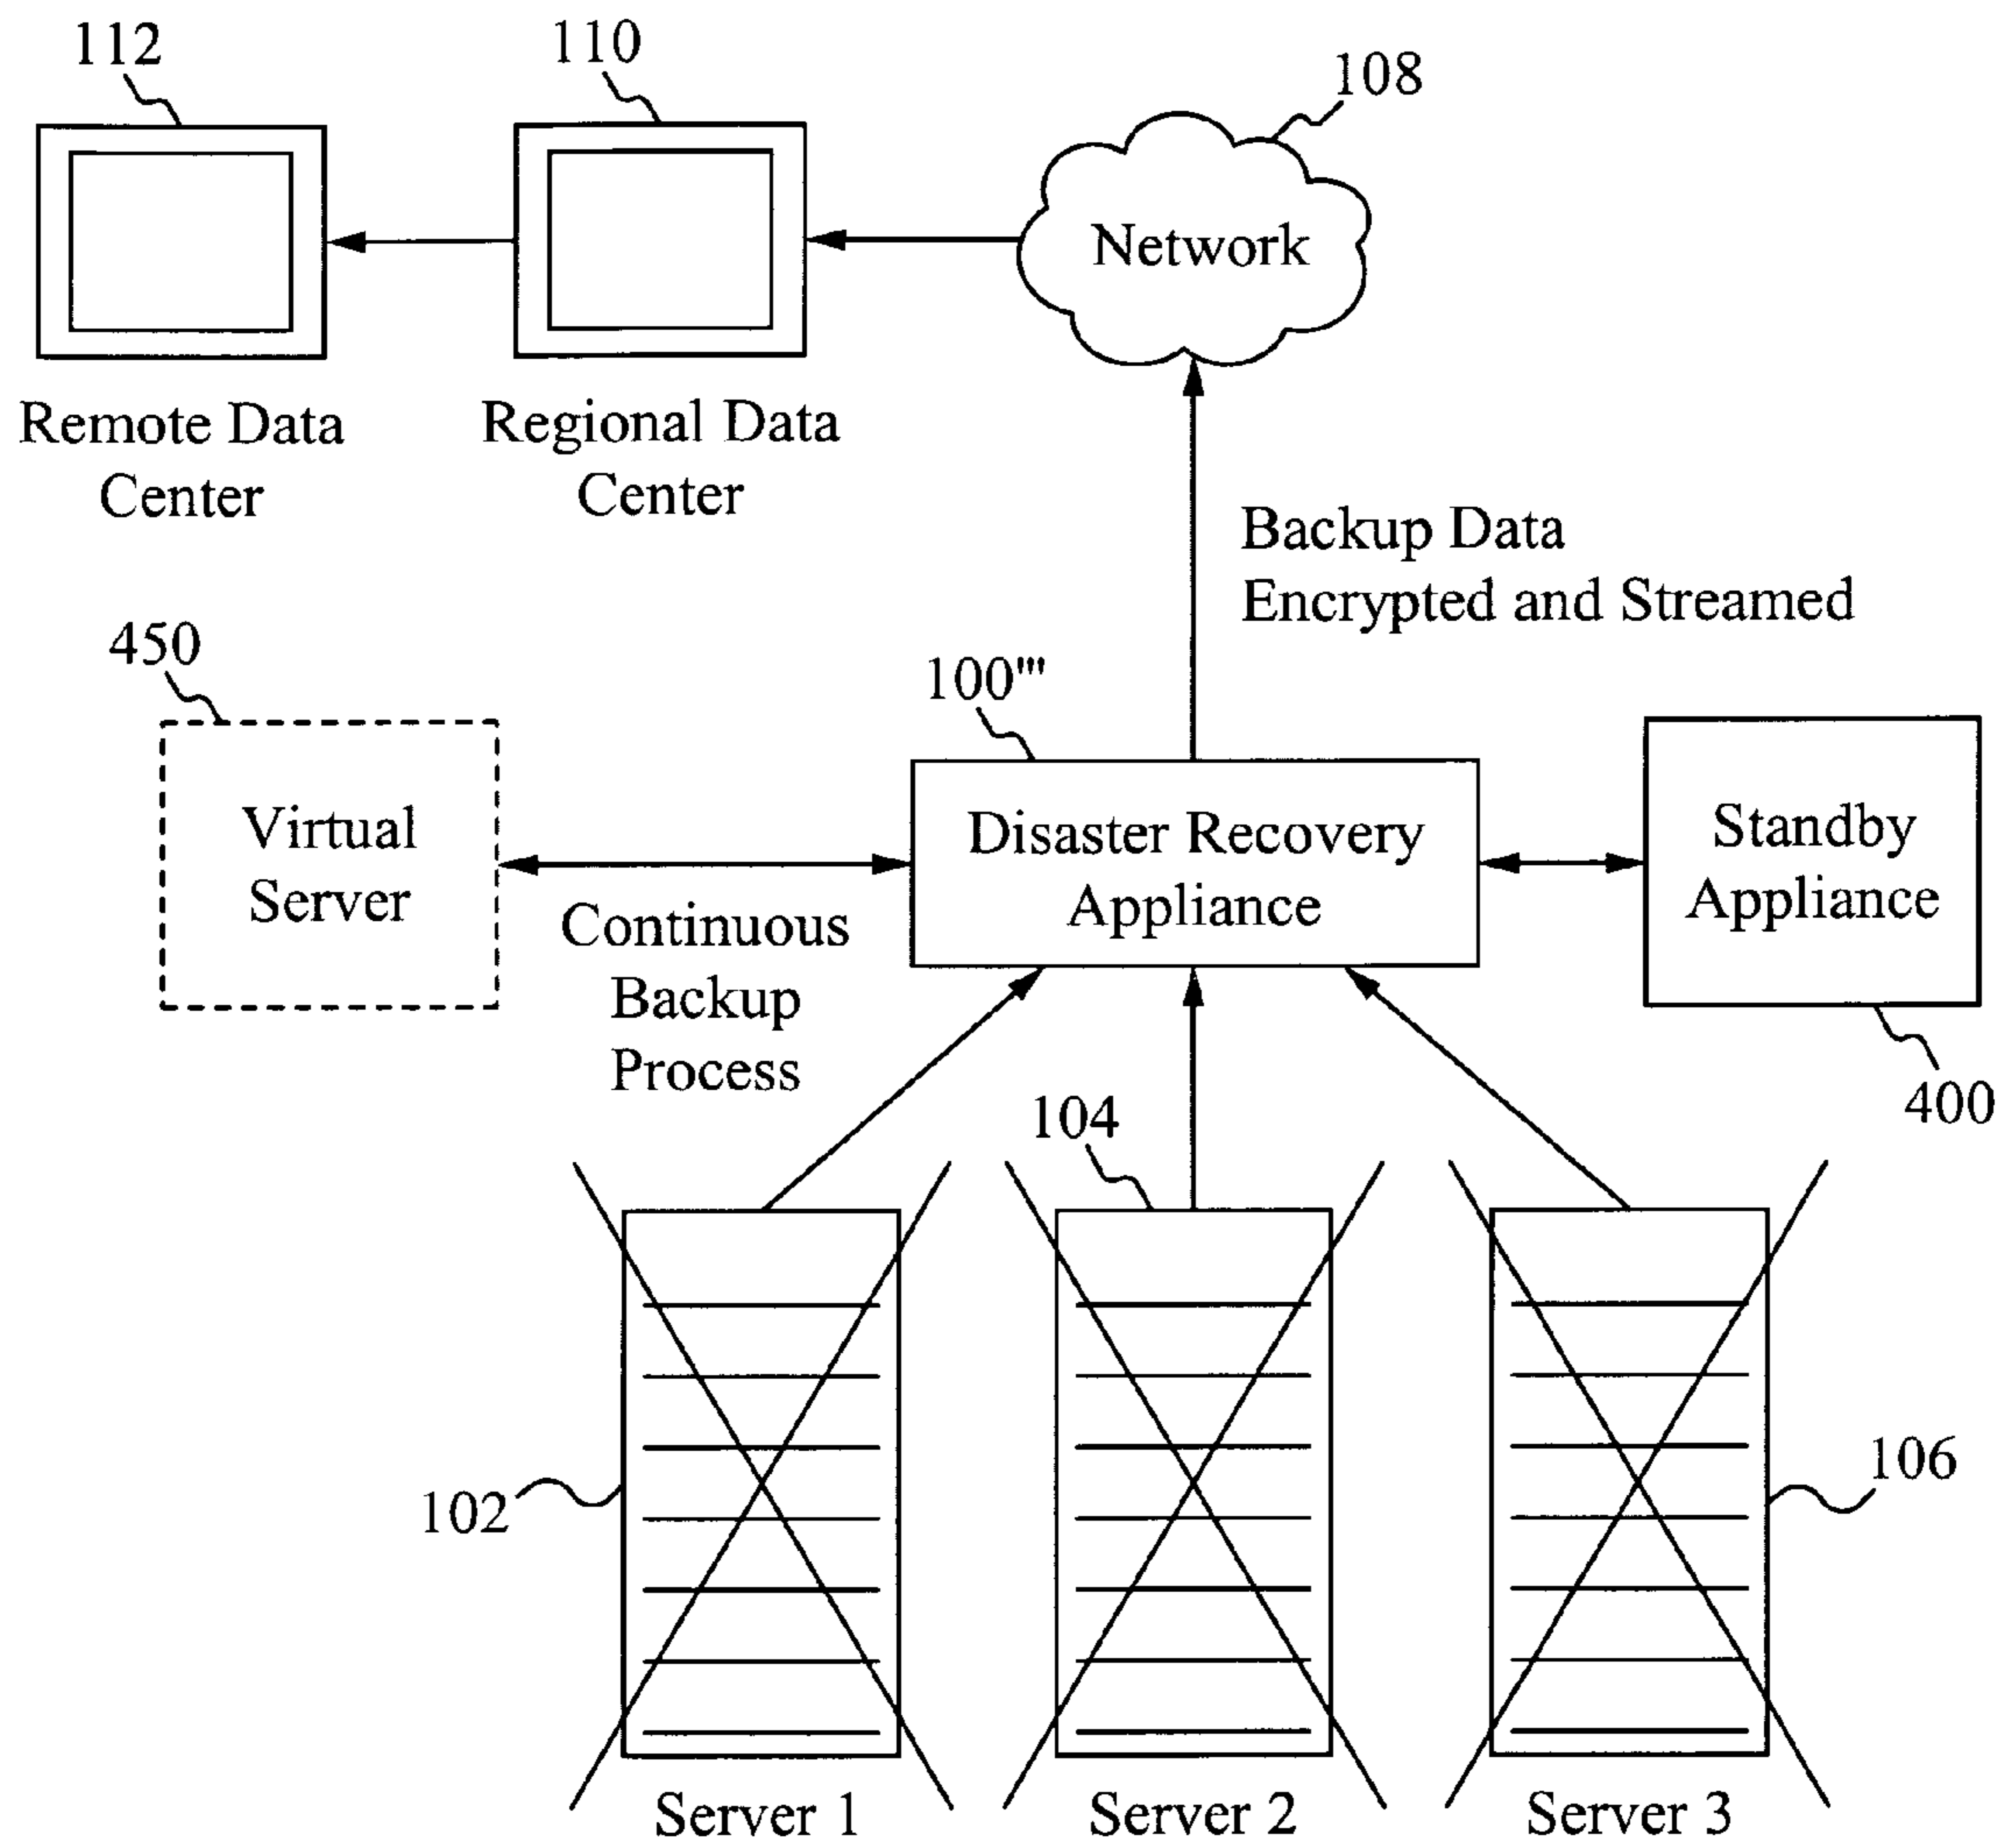 112
110
108
Network
Remote Data
Center
Regional Data
Center
Backup Data
Encrypted and Streamed
450
100'''
Virtual
Server
Disaster Recovery
Appliance
Standby
Appliance
Continuous
Backup
Process
400
104
102
106
Server 1
Server 2
Server 3